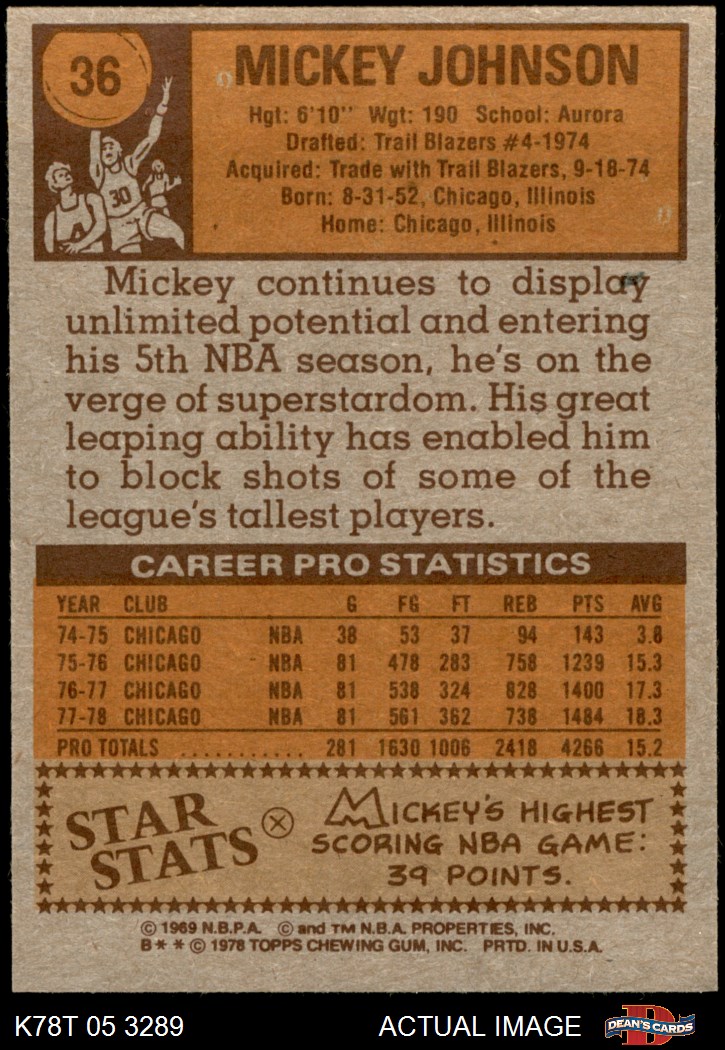 36
MICKEY JOHNSON
Hgt: 6'10" Wgt: 190 School: Aurora
Drafted: Trail Blazers #4-1974
Acquired: Trade with Trail Blazers, 9-18-74
Born: 8-31-52, Chicago, Illinois
Home: Chicago, Illinois
30
Mickey continues to display
unlimited potential and entering
his 5th NBA season, he's on the
verge of superstardom. His great
leaping ability has enabled him
to block shots of some of the
league's tallest players.
CAREER PRO STATISTICS
YEAR CLUB G FG FT REB PTS AVG
74-75 CHICAGO NBA 38 53 37 94 143 3.8
75-76 CHICAGO NBA 81 478 283 758 1239 15.3
76-77 CHICAGO NBA 81 538 324 828 1400 17.3
77-78 CHICAGO NBA 81 561 362 738 1484 18.3
PRO TOTALS ........... 281 1630 1006 2418 4266 15.2
STAR
STATS
MICKEY'S HIGHEST
SCORING NBA GAME:
39 POINTS.
© 1969 N.B.P.A. © and TM N.B.A. PROPERTIES, INC.
B * * © 1978 TOPPS CHEWING GUM, INC. PRTD. IN U.S.A.
K78T 05 3289 ACTUAL IMAGE
D
DEAN'S CARDS